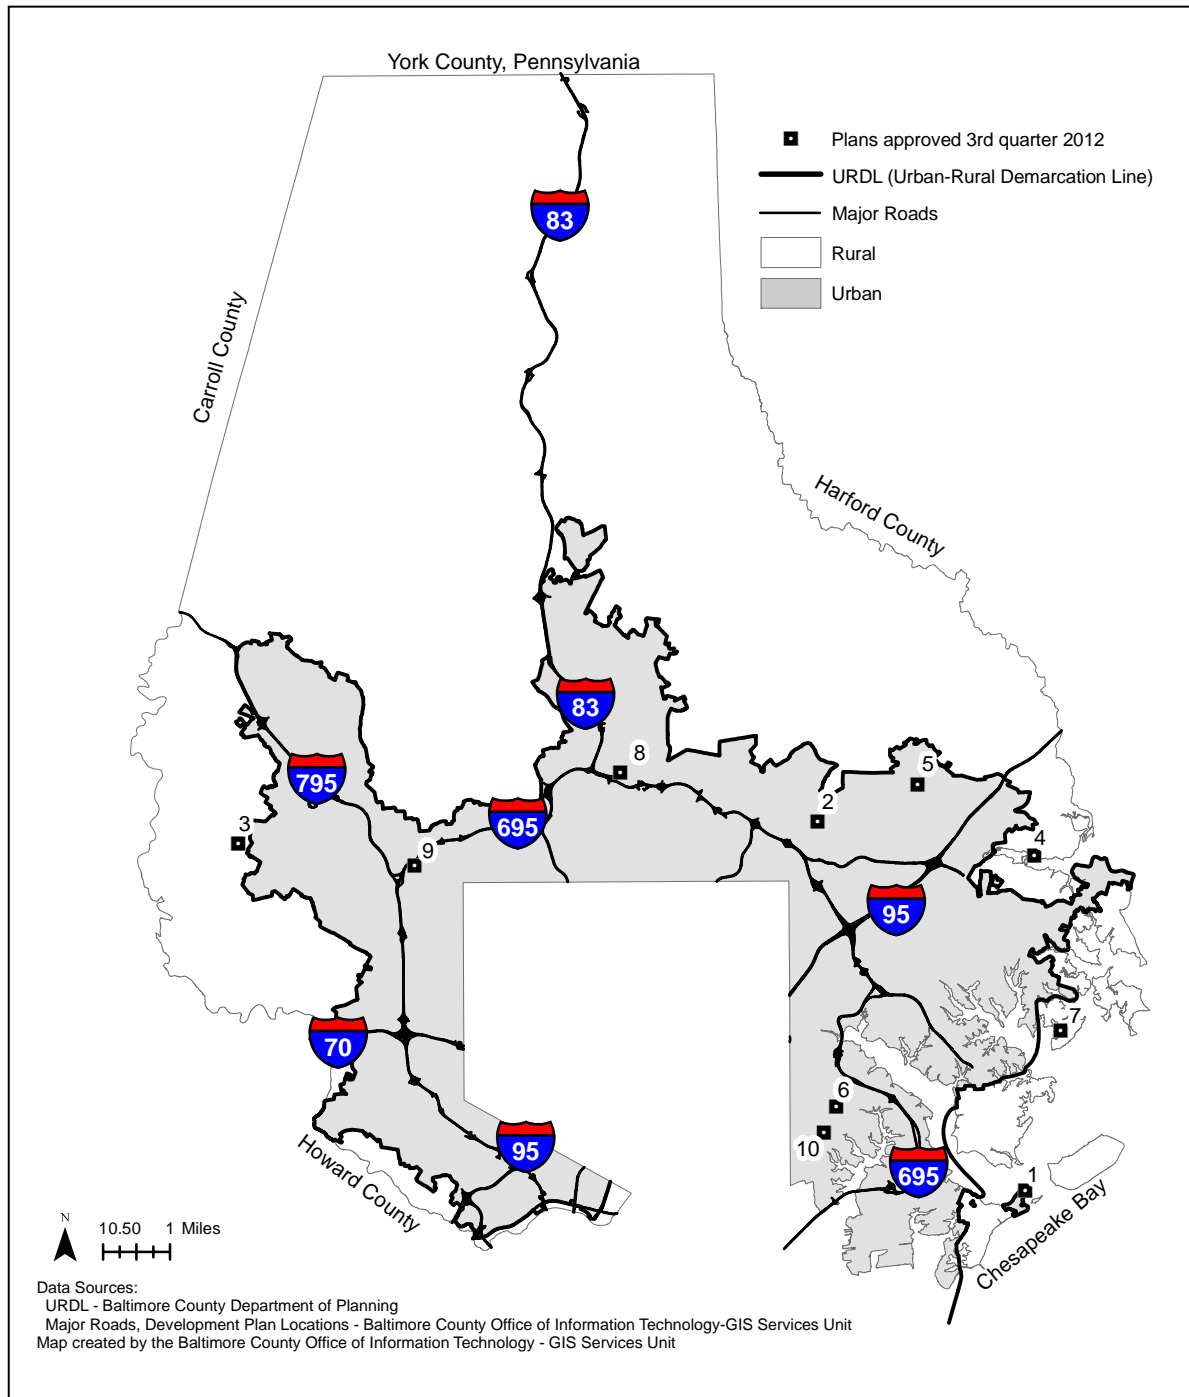 York County, Pennsylvania
Plans approved 3rd quarter 2012
URDL (Urban-Rural Demarcation Line)
Major Roads
Rural
Urban
83
Carroll County
Harford County
83
8
5
795
2
695
3
4
9
95
7
70
6
10
95
695
1
Howard County
Chesapeake Bay
N
10.50 1 Miles
Data Sources:
URDL - Baltimore County Department of Planning
Major Roads, Development Plan Locations - Baltimore County Office of Information Technology-GIS Services Unit
Map created by the Baltimore County Office of Information Technology - GIS Services Unit